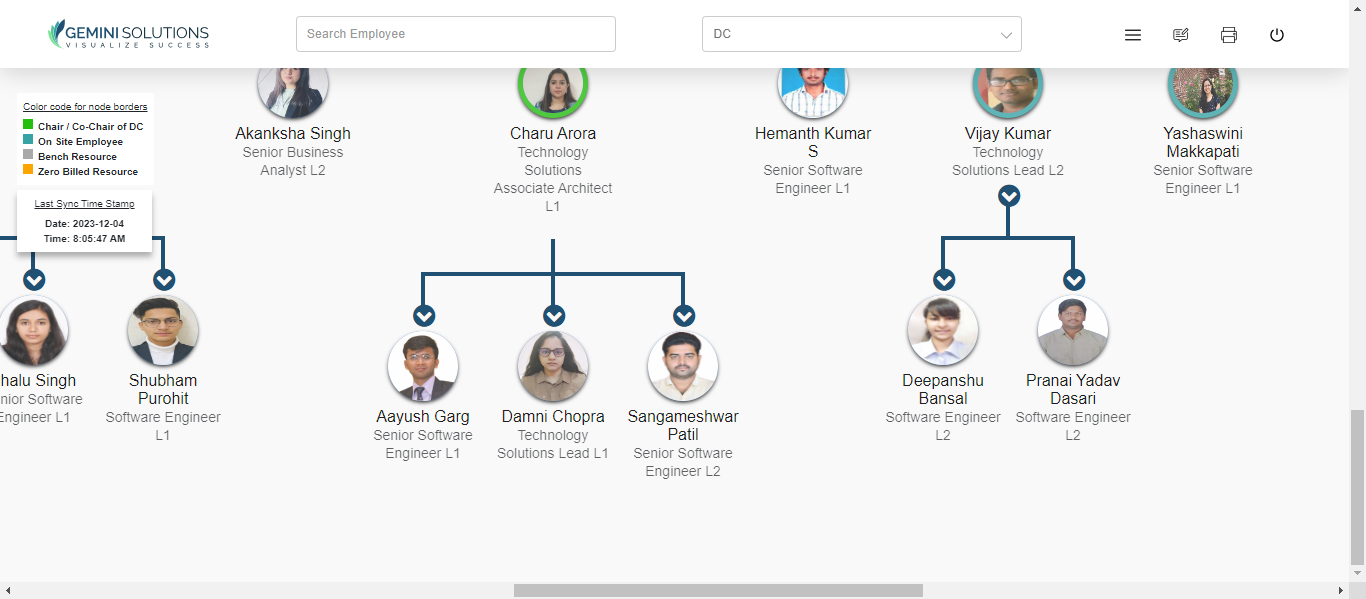 GEMINI SOLUTIONS
VISUALIZE SUCCESS
Search Employee
DC
Color code for node borders
Chair / Co-Chair of DC
On Site Employee
Bench Resource
Zero Billed Resource
Last Sync Time Stamp
Date: 2023-12-04
Time: 8:05:47 AM
Akanksha Singh
Senior Business
Analyst L2
Charu Arora
Technology
Solutions
Associate Architect
L1
Hemanth Kumar
S
Senior Software
Engineer L1
Vijay Kumar
Technology
Solutions Lead L2
Yashaswini
Makkapati
Senior Software
Engineer L1
halu Singh
nior Software
Engineer L1
Shubham
Purohit
Software Engineer
L1
Aayush Garg
Senior Software
Engineer L1
Damni Chopra
Technology
Solutions Lead L1
Sangameshwar
Patil
Senior Software
Engineer L2
Deepanshu
Bansal
Software Engineer
L2
Pranai Yadav
Dasari
Software Engineer
L2